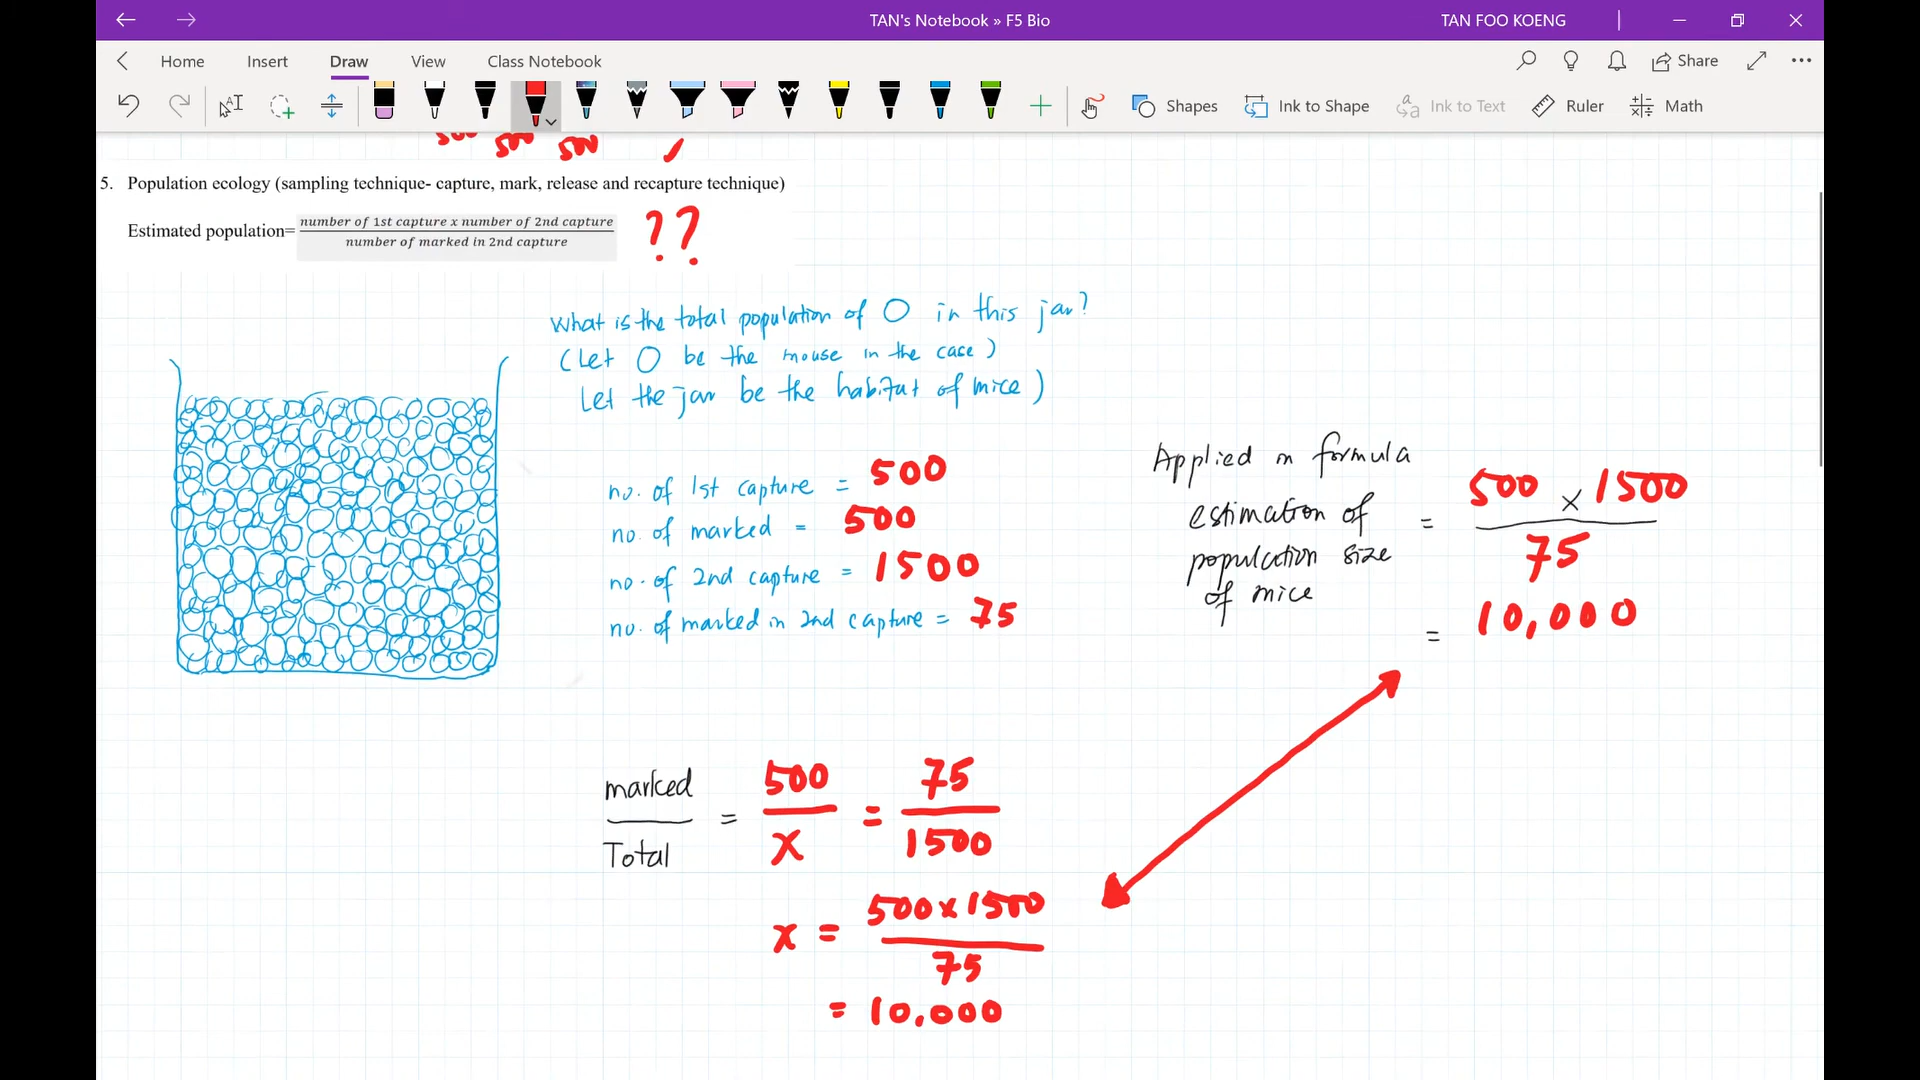 TAN's Notebook » F5 Bio
TAN FOO KOENG
Home Insert Draw View Class Notebook
Share
Shapes Ink to Shape Ink to Text Ruler Math
500 500 500
5. Population ecology (sampling technique- capture, mark, release and recapture technique)
Estimated population= number of 1st capture x number of 2nd capture
number of marked in 2nd capture
??
What is the total population of O in this jar?
(Let O be the mouse in the case)
Let the jar be the habitat of mice)
no. of 1st capture = 500
no. of marked = 500
no. of 2nd capture = 1500
no. of marked in 2nd capture = 75
Applied in formula
estimation of
population size
of mice
= 500 x 1500
75
= 10,000
marked
Total
= 500
x
= 75
1500
x = 500 x 1500
75
= 10,000